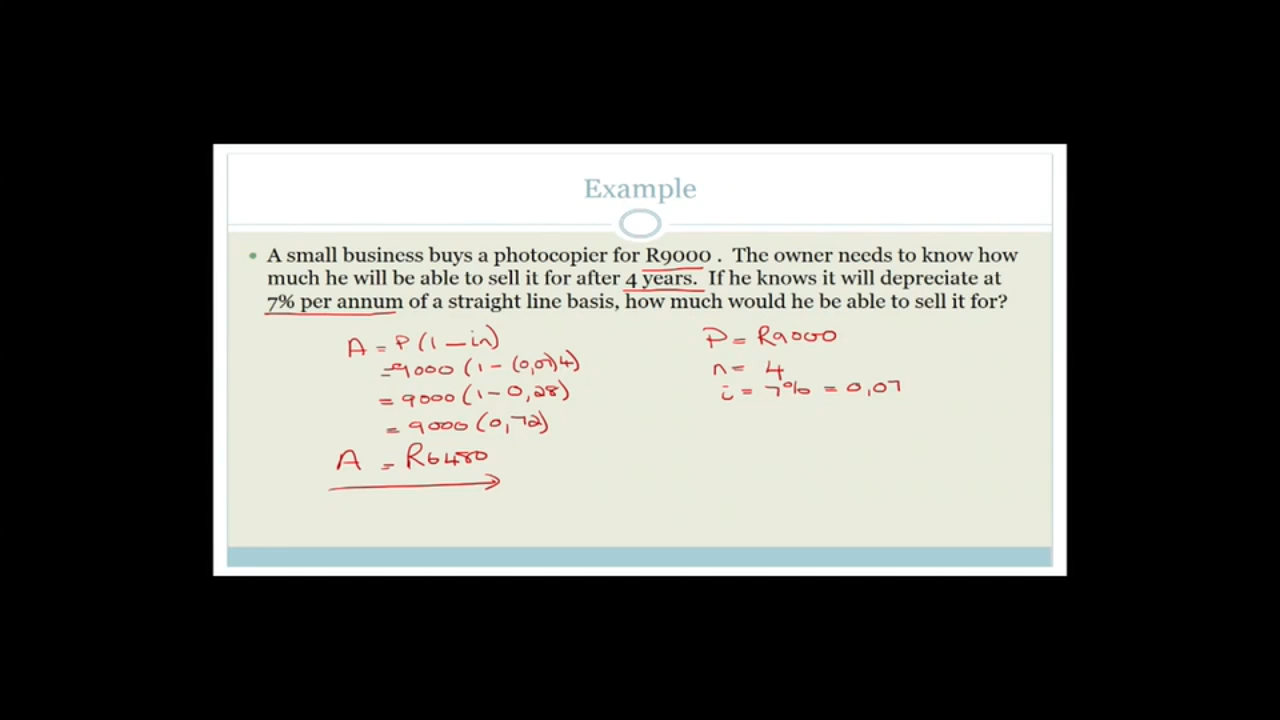 Example
• A small business buys a photocopier for R9000 . The owner needs to know how
much he will be able to sell it for after 4 years. If he knows it will depreciate at
7% per annum of a straight line basis, how much would he be able to sell it for?
A = P(1 - in)
= 9000 (1 - (0,07)4)
= 9000 (1 - 0,28)
= 9000 (0,72)
A = R6480
P = R9000
n = 4
i = 7% = 0,07